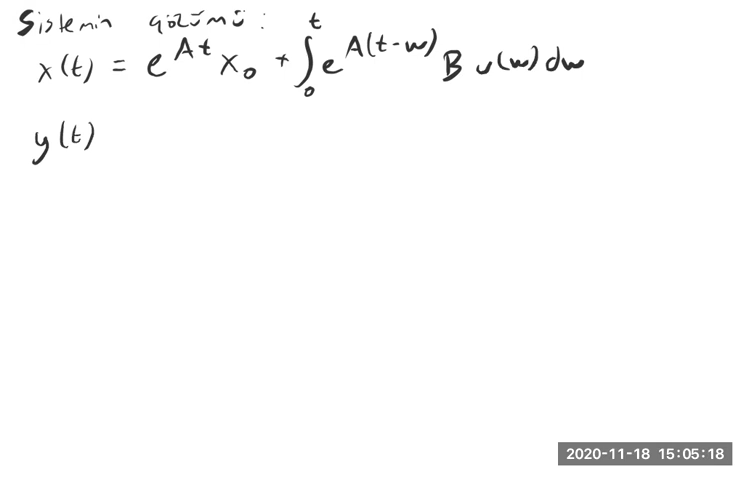 Sistemin çözümü :
x(t) = e^{At} x_0 + ∫_0^t e^{A(t-w)} B u(w) dw
y(t)
2020-11-18 15:05:18